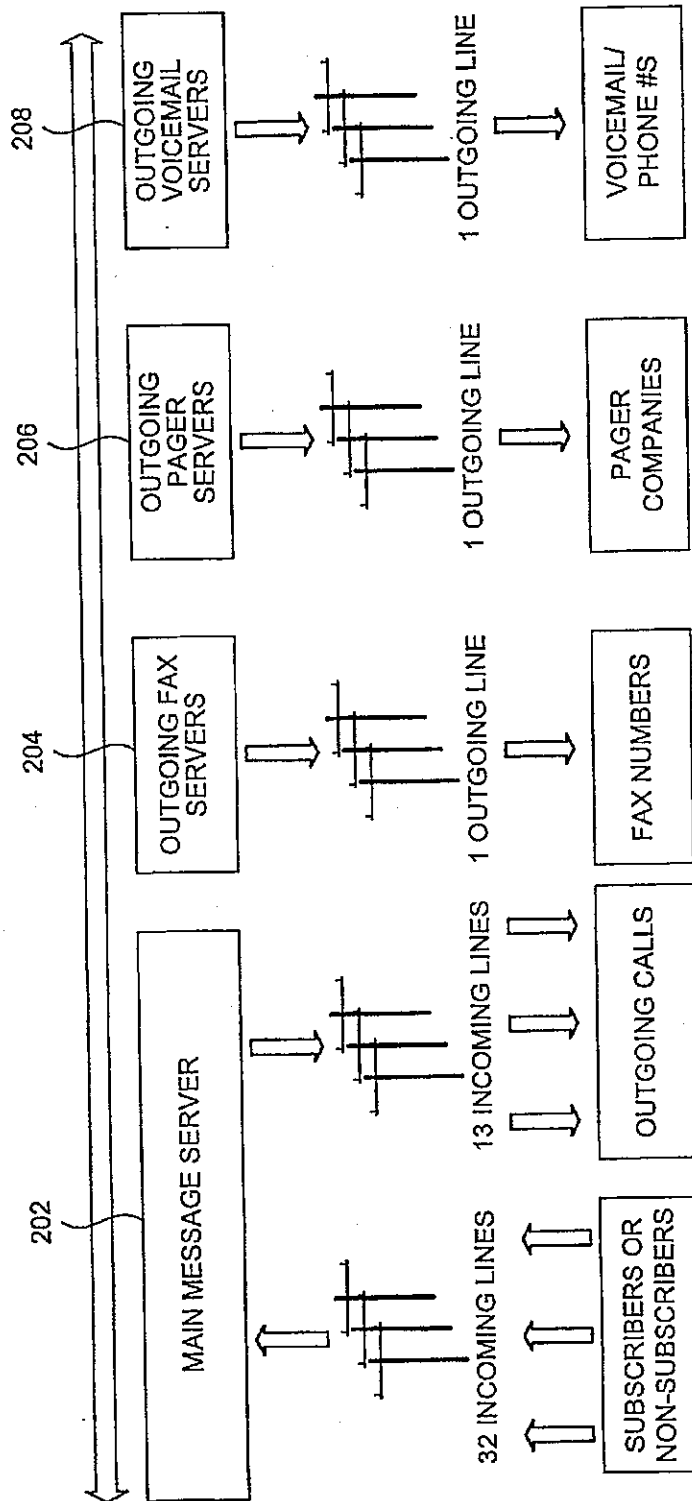 202
204
206
208
MAIN MESSAGE SERVER
OUTGOING FAX
SERVERS
OUTGOING
PAGER
SERVERS
OUTGOING
VOICEMAIL
SERVERS
32 INCOMING LINES
13 INCOMING LINES
1 OUTGOING LINE
1 OUTGOING LINE
1 OUTGOING LINE
SUBSCRIBERS OR
NON-SUBSCRIBERS
OUTGOING CALLS
FAX NUMBERS
PAGER
COMPANIES
VOICEMAIL/
PHONE #S